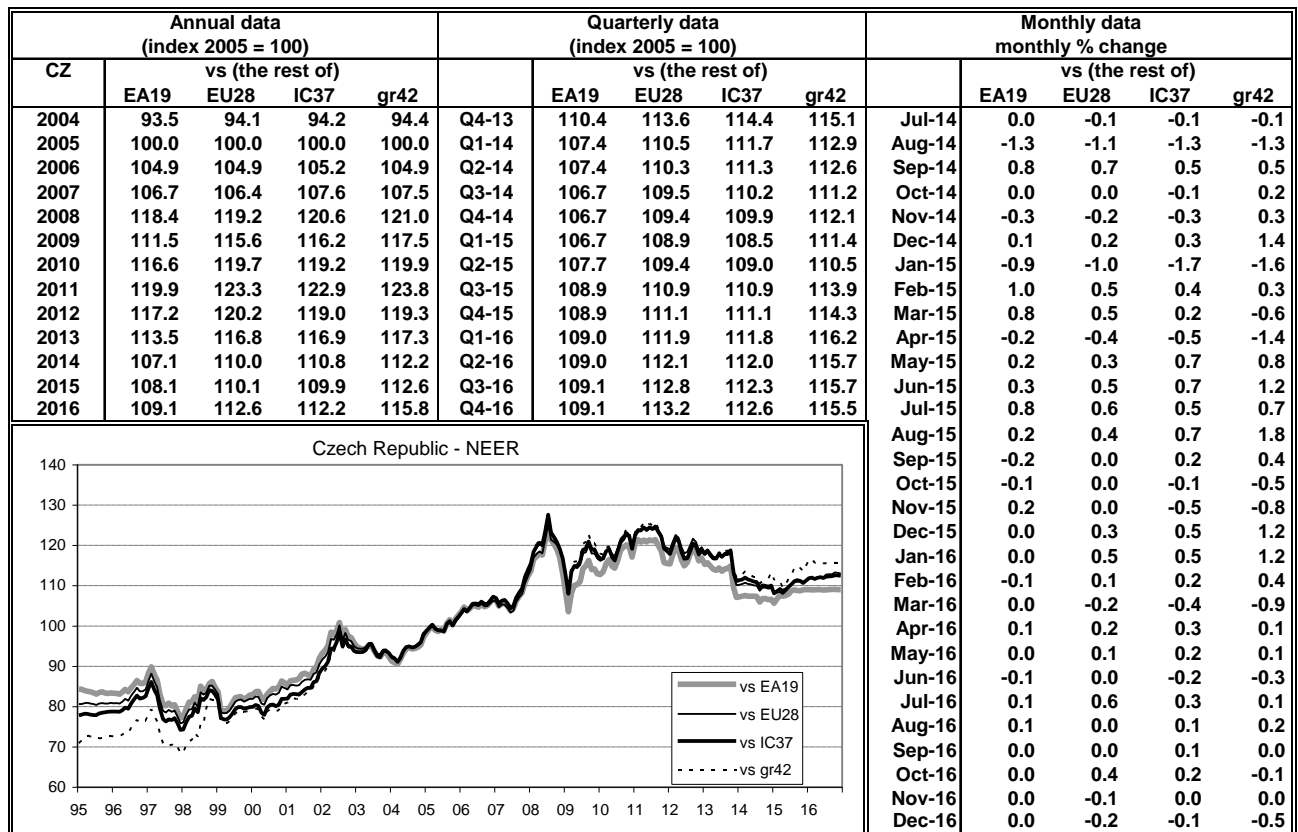 Annual data Quarterly data Monthly data
(index 2005 = 100) (index 2005 = 100) monthly % change
CZ vs (the rest of) vs (the rest of) vs (the rest of)
EA19 EU28 IC37 gr42 EA19 EU28 IC37 gr42 EA19 EU28 IC37 gr42
2004 93.5 94.1 94.2 94.4 Q4-13 110.4 113.6 114.4 115.1 Jul-14 0.0 -0.1 -0.1 -0.1
2005 100.0 100.0 100.0 100.0 Q1-14 107.4 110.5 111.7 112.9 Aug-14 -1.3 -1.1 -1.3 -1.3
2006 104.9 104.9 105.2 104.9 Q2-14 107.4 110.3 111.3 112.6 Sep-14 0.8 0.7 0.5 0.5
2007 106.7 106.4 107.6 107.5 Q3-14 106.7 109.5 110.2 111.2 Oct-14 0.0 0.0 -0.1 0.2
2008 118.4 119.2 120.6 121.0 Q4-14 106.7 109.4 109.9 112.1 Nov-14 -0.3 -0.2 -0.3 0.3
2009 111.5 115.6 116.2 117.5 Q1-15 106.7 108.9 108.5 111.4 Dec-14 0.1 0.2 0.3 1.4
2010 116.6 119.7 119.2 119.9 Q2-15 107.7 109.4 109.0 110.5 Jan-15 -0.9 -1.0 -1.7 -1.6
2011 119.9 123.3 122.9 123.8 Q3-15 108.9 110.9 110.9 113.9 Feb-15 1.0 0.5 0.4 0.3
2012 117.2 120.2 119.0 119.3 Q4-15 108.9 111.1 111.1 114.3 Mar-15 0.8 0.5 0.2 -0.6
2013 113.5 116.8 116.9 117.3 Q1-16 109.0 111.9 111.8 116.2 Apr-15 -0.2 -0.4 -0.5 -1.4
2014 107.1 110.0 110.8 112.2 Q2-16 109.0 112.1 112.0 115.7 May-15 0.2 0.3 0.7 0.8
2015 108.1 110.1 109.9 112.6 Q3-16 109.1 112.8 112.3 115.7 Jun-15 0.3 0.5 0.7 1.2
2016 109.1 112.6 112.2 115.8 Q4-16 109.1 113.2 112.6 115.5 Jul-15 0.8 0.6 0.5 0.7
Aug-15 0.2 0.4 0.7 1.8
Sep-15 -0.2 0.0 0.2 0.4
Oct-15 -0.1 0.0 -0.1 -0.5
Nov-15 0.2 0.0 -0.5 -0.8
Dec-15 0.0 0.3 0.5 1.2
Jan-16 0.0 0.5 0.5 1.2
Feb-16 -0.1 0.1 0.2 0.4
Mar-16 0.0 -0.2 -0.4 -0.9
Apr-16 0.1 0.2 0.3 0.1
May-16 0.0 0.1 0.2 0.1
Jun-16 -0.1 0.0 -0.2 -0.3
Jul-16 0.1 0.6 0.3 0.1
Aug-16 0.1 0.0 0.1 0.2
Sep-16 0.0 0.0 0.1 0.0
Oct-16 0.0 0.4 0.2 -0.1
Nov-16 0.0 -0.1 0.0 0.0
Dec-16 0.0 -0.2 -0.1 -0.5
Czech Republic - NEER
140
130
120
110
100
90
80
70
60
vs EA19
vs EU28
vs IC37
vs gr42
95 96 97 98 99 00 01 02 03 04 05 06 07 08 09 10 11 12 13 14 15 16